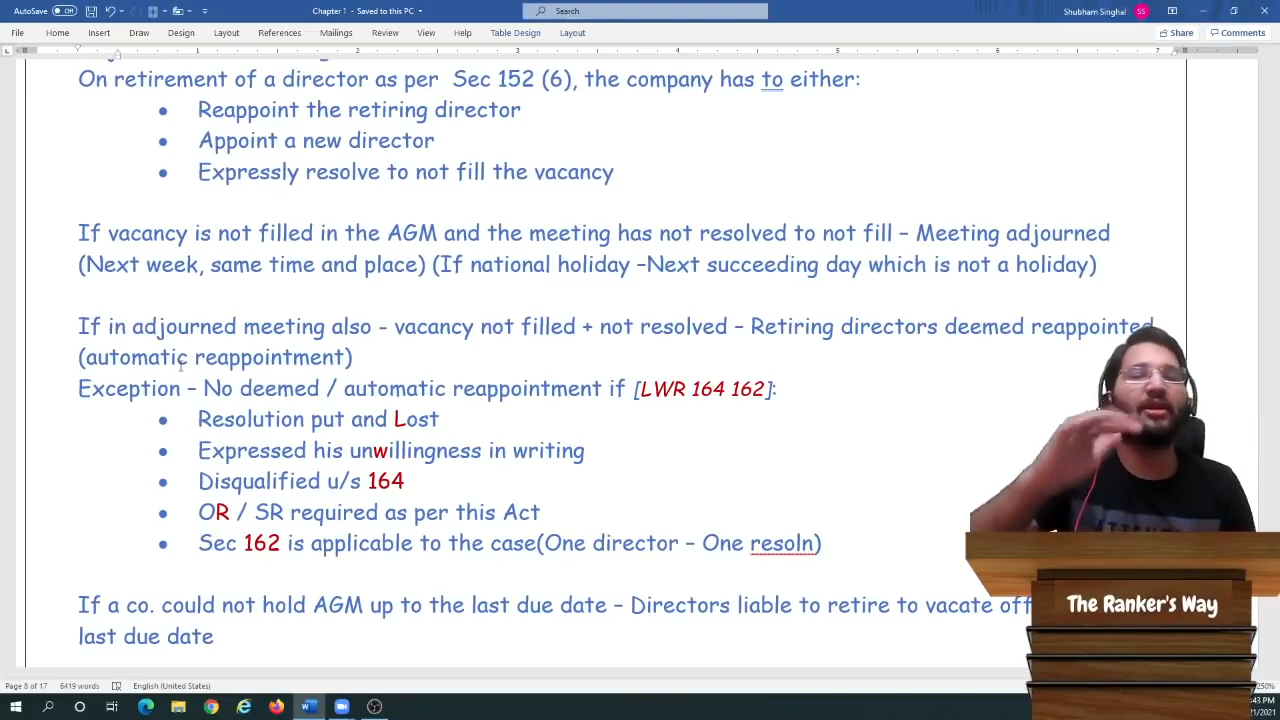 AutoSave Off
Chapter 1 - Saved to this PC
Search
Shubham Singhal
SS
File Home Insert Draw Design Layout References Mailings Review View Help Table Design Layout
Share Comments
1 2 3 4 5 6 7
On retirement of a director as per Sec 152 (6), the company has to either:
• Reappoint the retiring director
• Appoint a new director
• Expressly resolve to not fill the vacancy
If vacancy is not filled in the AGM and the meeting has not resolved to not fill – Meeting adjourned
(Next week, same time and place) (If national holiday –Next succeeding day which is not a holiday)
If in adjourned meeting also - vacancy not filled + not resolved – Retiring directors deemed reappointed
(automatic reappointment)
Exception – No deemed / automatic reappointment if [LWR 164 162]:
• Resolution put and Lost
• Expressed his unwillingness in writing
• Disqualified u/s 164
• OR / SR required as per this Act
• Sec 162 is applicable to the case(One director – One resoln)
If a co. could not hold AGM up to the last due date – Directors liable to retire to vacate
last due date
The Ranker's Way
Page 8 of 17 6419 words English (United States)
250%